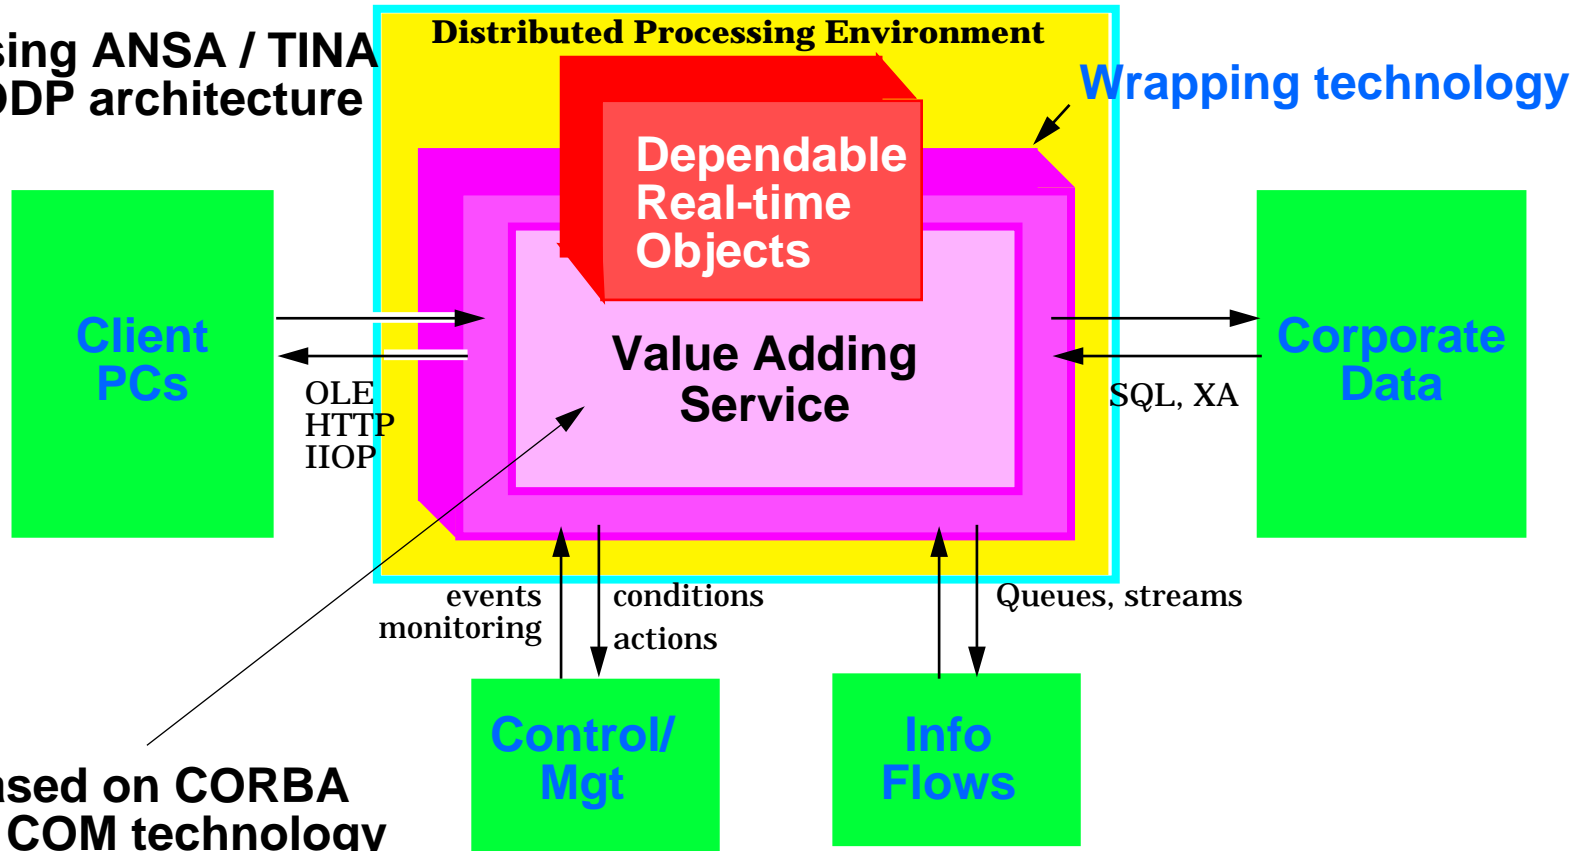 Distributed Processing Environment
sing ANSA / TINA
ODP architecture
Wrapping technology
Dependable
Real-time
Objects
Client
PCs
Value Adding
Service
Corporate
Data
OLE
HTTP
IIOP
SQL, XA
events
monitoring
conditions
actions
Queues, streams
Control/
Mgt
Info
Flows
ased on CORBA
COM technology